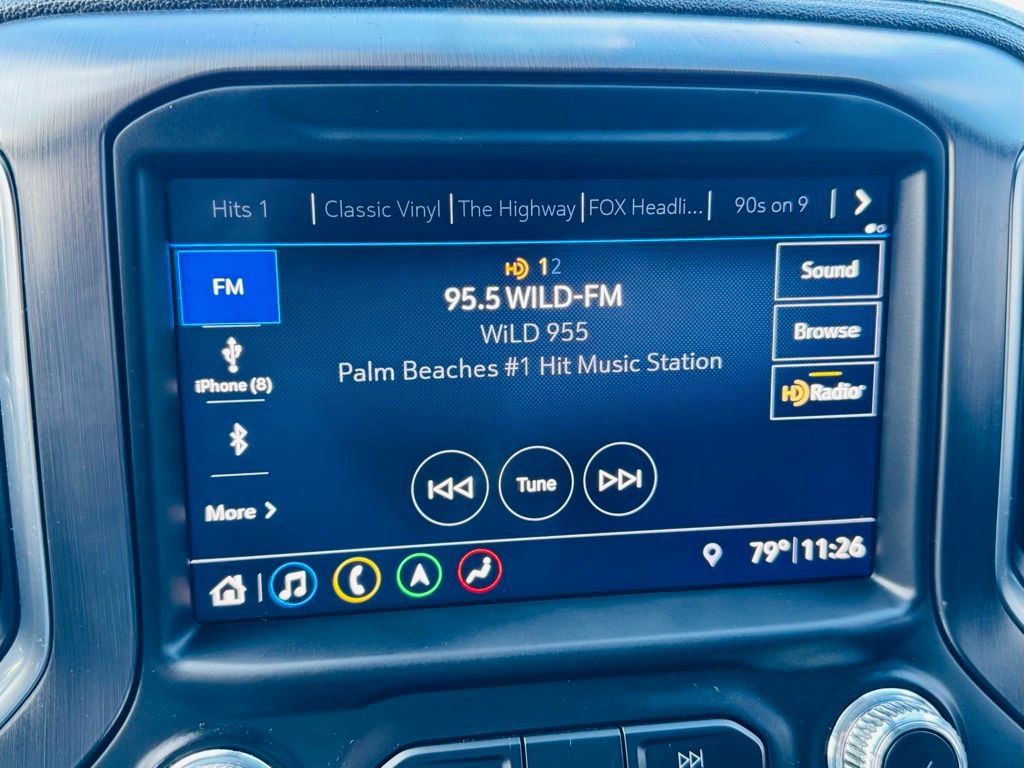 Hits 1 | Classic Vinyl | The Highway | FOX Headli... | 90s on 9
HD 12
FM
95.5 WILD-FM
Sound
WiLD 955
Browse
Palm Beaches #1 Hit Music Station
iPhone (8)
HD Radio
Tune
More
79° | 11:26